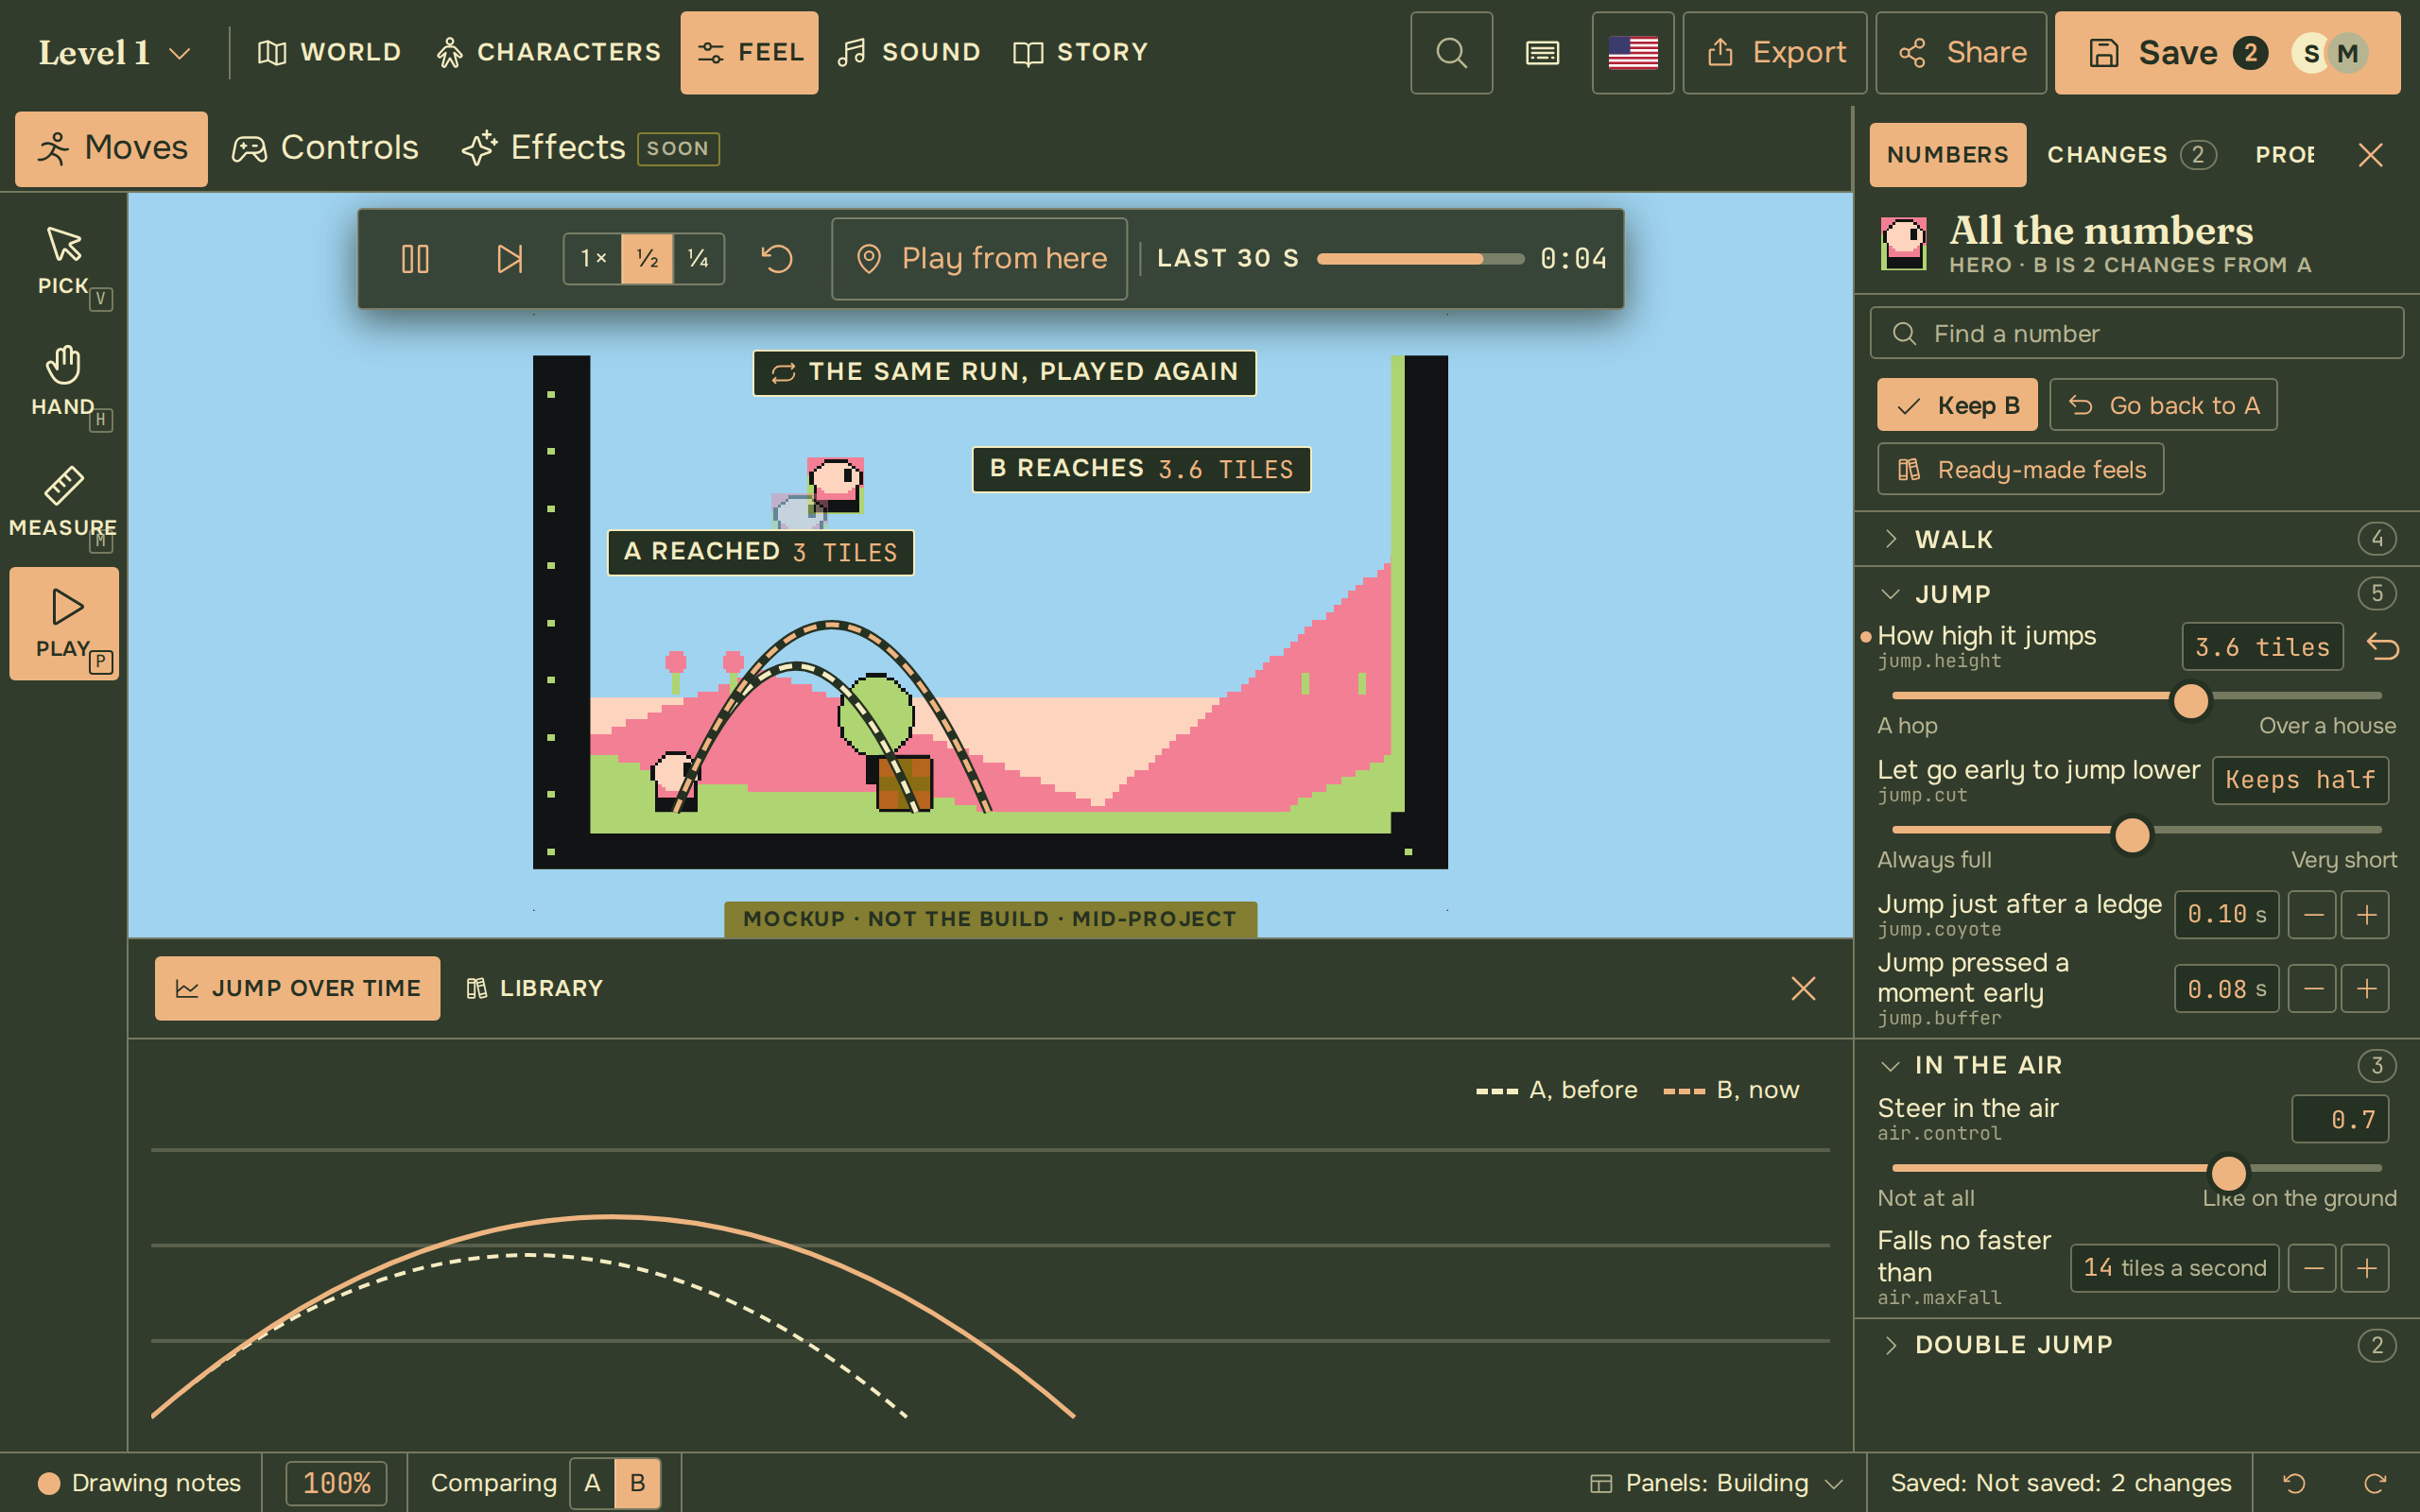 Level 1
WORLD
CHARACTERS
FEEL
SOUND
STORY
Export
Share
Save 2 S M
Moves
Controls
Effects SOON
NUMBERS
CHANGES 2
PROB
PICK V
HAND H
MEASURE M
PLAY P
1× ½ ¼
Play from here
LAST 30 S
0:04
THE SAME RUN, PLAYED AGAIN
B REACHES 3.6 TILES
A REACHED 3 TILES
MOCKUP · NOT THE BUILD · MID-PROJECT
All the numbers
HERO · B IS 2 CHANGES FROM A
Find a number
Keep B
Go back to A
Ready-made feels
WALK 4
JUMP 5
How high it jumps
jump.height
3.6 tiles
A hop
Over a house
Let go early to jump lower
jump.cut
Keeps half
Always full
Very short
Jump just after a ledge
jump.coyote
0.10 s
Jump pressed a
moment early
jump.buffer
0.08 s
IN THE AIR 3
Steer in the air
air.control
0.7
Not at all
Like on the ground
Falls no faster
than
air.maxFall
14 tiles a second
DOUBLE JUMP 2
JUMP OVER TIME
LIBRARY
A, before
B, now
Drawing notes
100%
Comparing A B
Panels: Building
Saved: Not saved: 2 changes